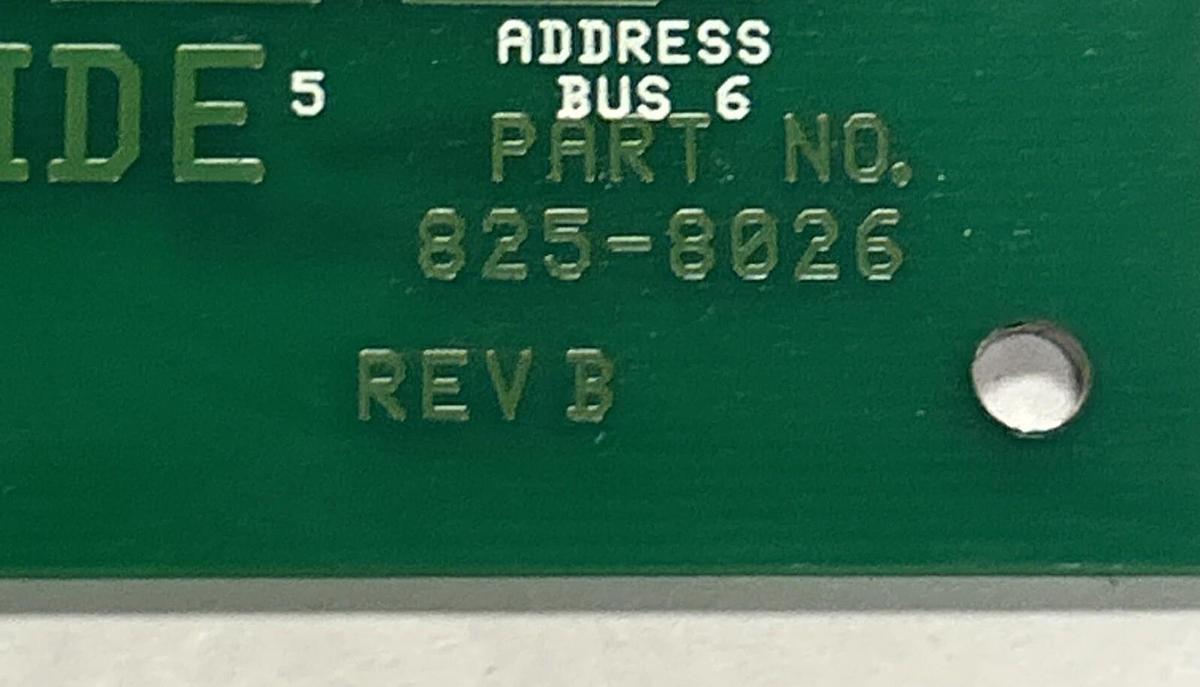 IDE
5
ADDRESS
BUS 6
PART NO.
825-8026
REV B